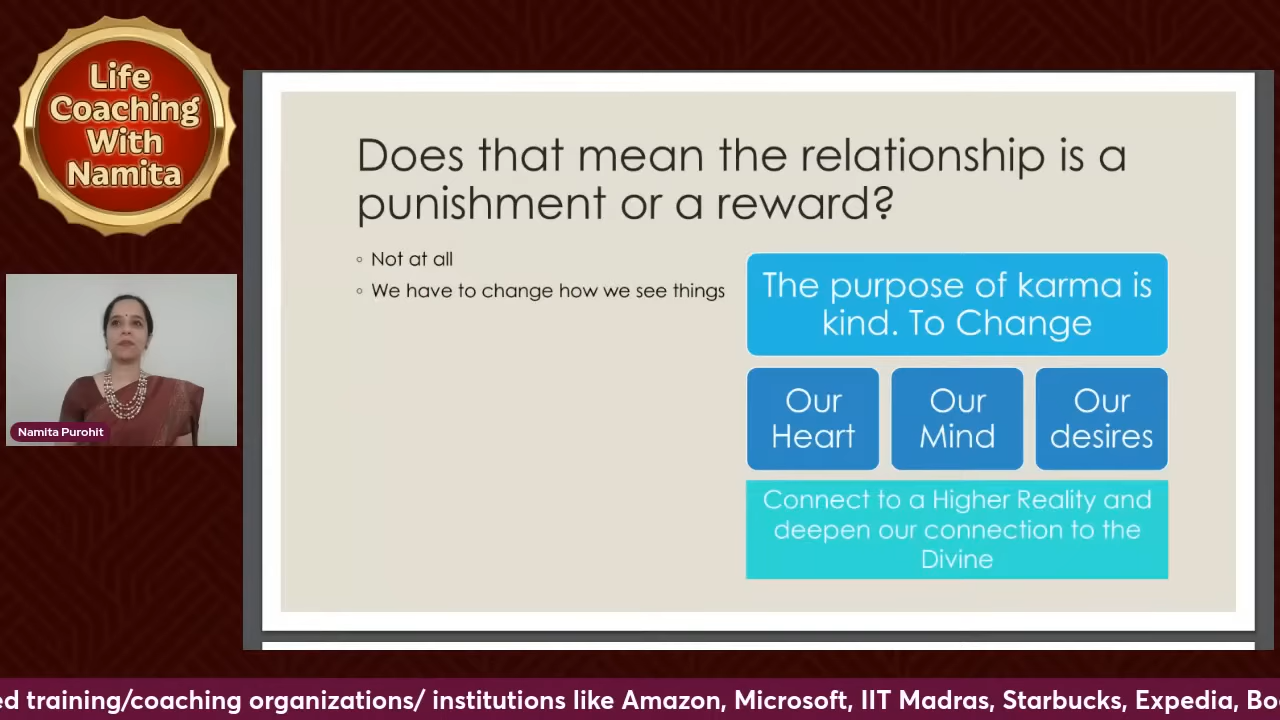 Life
Coaching
With
Namita
Namita Purohit
Does that mean the relationship is a
punishment or a reward?
Not at all
We have to change how we see things
The purpose of karma is
kind. To Change
Our
Heart
Our
Mind
Our
desires
Connect to a Higher Reality and
deepen our connection to the
Divine
training/coaching organizations/ institutions like Amazon, Microsoft, IIT Madras, Starbucks, Expedia,